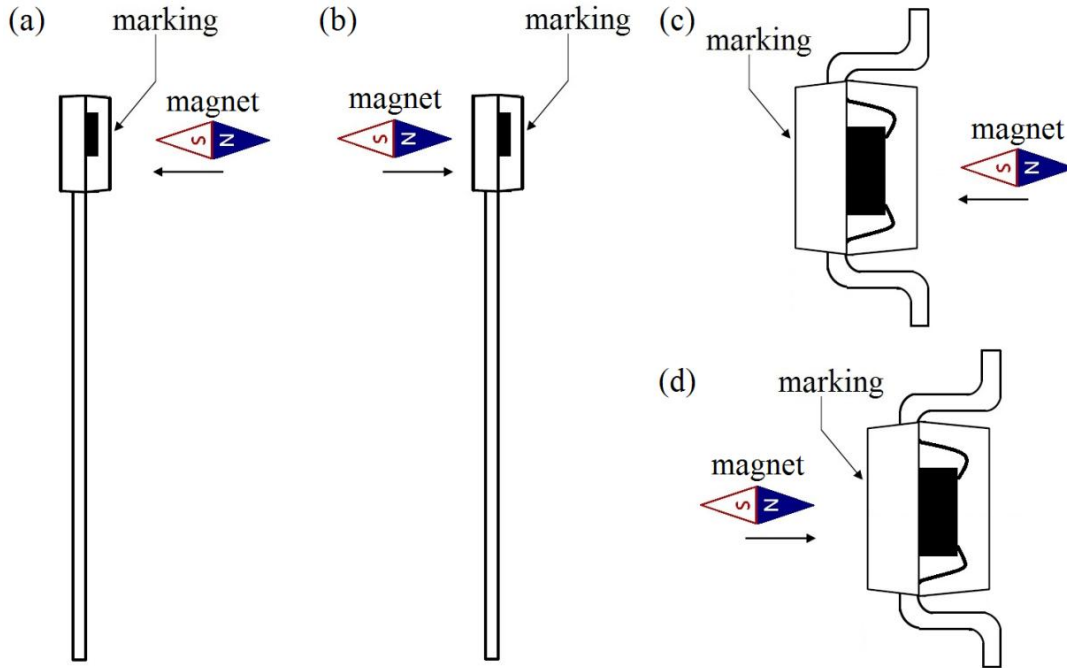 (a)
marking
magnet
S N
(b)
marking
magnet
S N
(c)
marking
magnet
S N
(d)
marking
magnet
S N